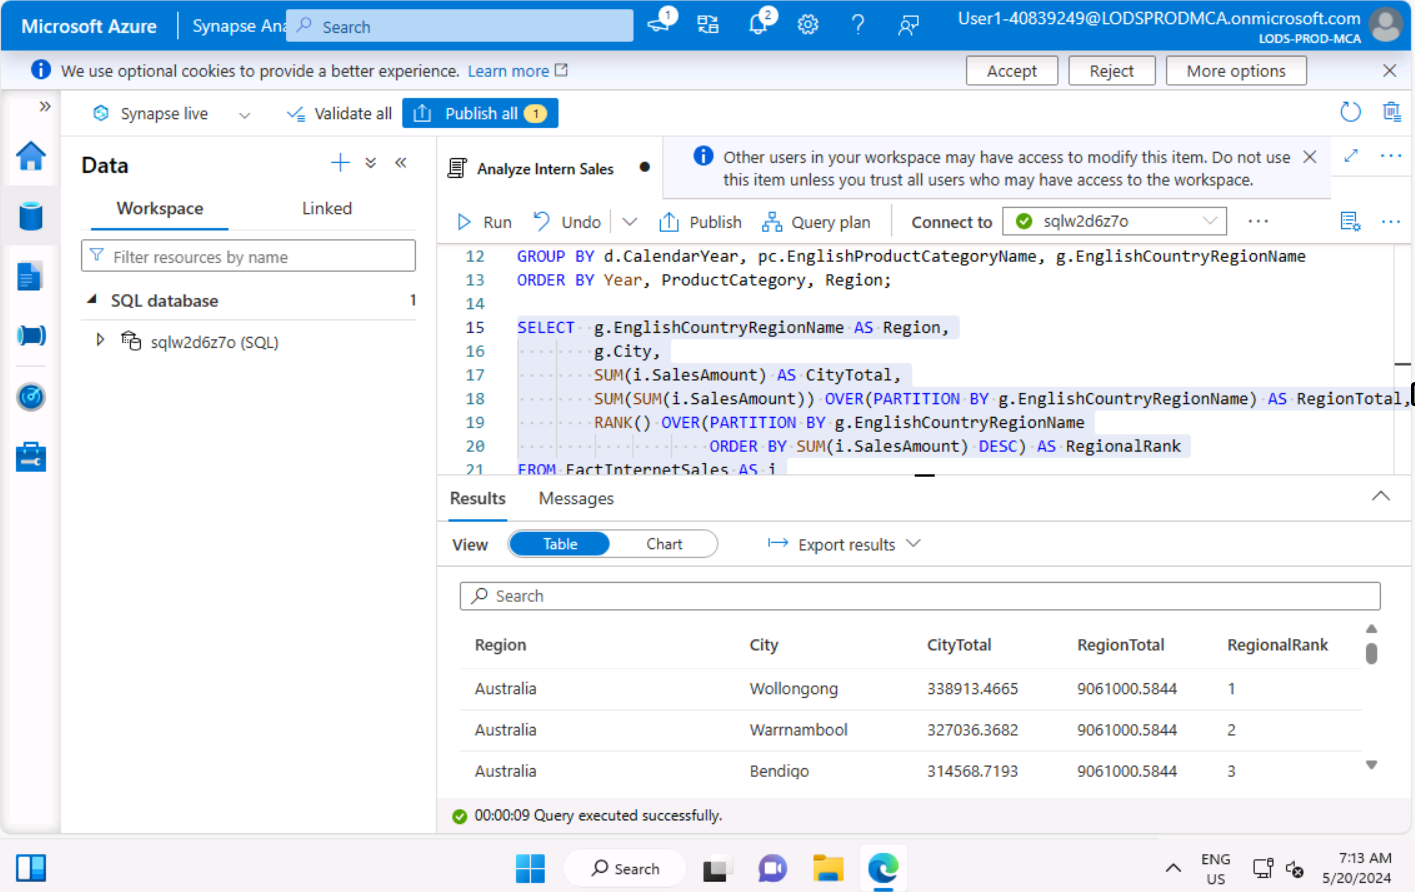 Microsoft Azure
Synapse Ana
Search
1
2
User1-40839249@LODSPRODMCA.onmicrosoft.com
LODS-PROD-MCA
We use optional cookies to provide a better experience. Learn more
Accept
Reject
More options
Synapse live
Validate all
Publish all 1
Data
Workspace
Linked
Filter resources by name
SQL database 1
sqlw2d6z7o (SQL)
Analyze Intern Sales
Other users in your workspace may have access to modify this item. Do not use
this item unless you trust all users who may have access to the workspace.
Run
Undo
Publish
Query plan
Connect to
sqlw2d6z7o
12 GROUP BY d.CalendarYear, pc.EnglishProductCategoryName, g.EnglishCountryRegionName
13 ORDER BY Year, ProductCategory, Region;
14
15 SELECT g.EnglishCountryRegionName AS Region,
16 g.City,
17 SUM(i.SalesAmount) AS CityTotal,
18 SUM(SUM(i.SalesAmount)) OVER(PARTITION BY g.EnglishCountryRegionName) AS RegionTotal,
19 RANK() OVER(PARTITION BY g.EnglishCountryRegionName
20 ORDER BY SUM(i.SalesAmount) DESC) AS RegionalRank
21 FROM FactInternetSales AS i
Results
Messages
View
Table
Chart
Export results
Search
Region City CityTotal RegionTotal RegionalRank
Australia Wollongong 338913.4665 9061000.5844 1
Australia Warrnambool 327036.3682 9061000.5844 2
Australia Bendigo 314568.7193 9061000.5844 3
00:00:09 Query executed successfully.
Search
ENG
US
7:13 AM
5/20/2024